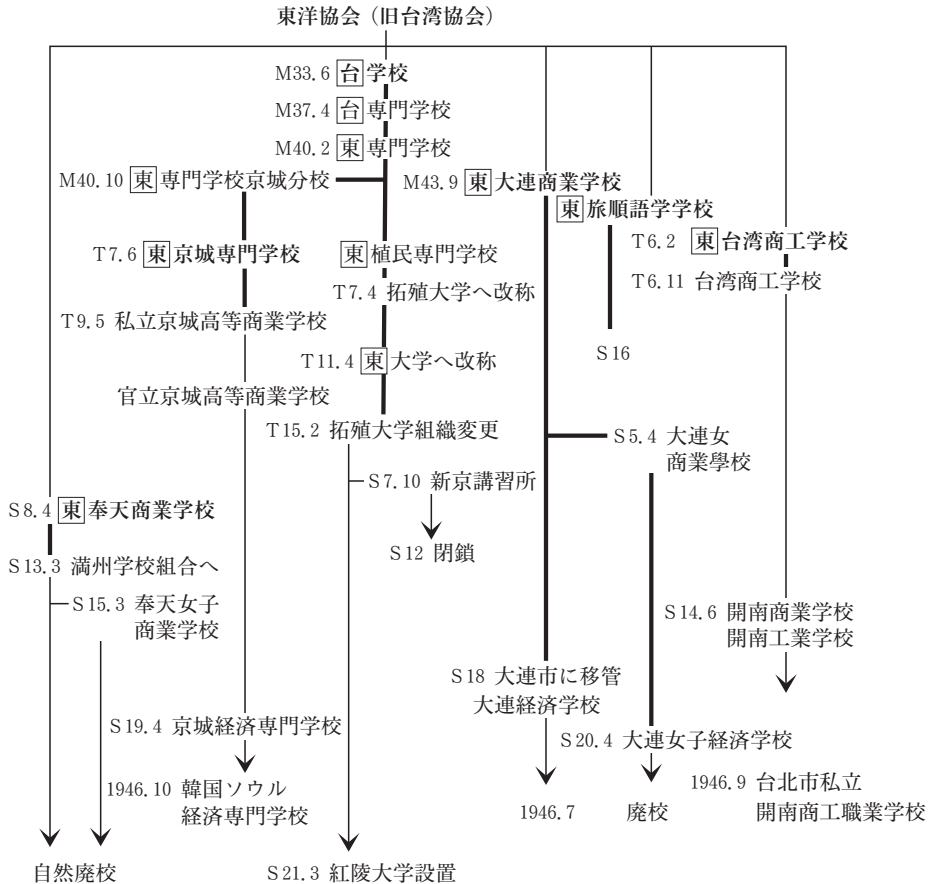 東洋協会（旧台湾協会）
M33.6 台学校
M37.4 台専門学校
M40.2 東専門学校
M40.10 東専門学校京城分校
M43.9 東大連商業学校
東旅順語学学校
T6.2 東台湾商工学校
T7.6 東京城専門学校
東植民専門学校
T6.11 台湾商工学校
T7.4 拓殖大学へ改称
T9.5 私立京城高等商業学校
S16
T11.4 東大学へ改称
官立京城高等商業学校
T15.2 拓殖大学組織変更
S5.4 大連女
商業學校
S7.10 新京講習所
S8.4 東奉天商業学校
S12 閉鎖
S13.3 満州学校組合へ
S15.3 奉天女子
商業学校
S14.6 開南商業学校
開南工業学校
S18 大連市に移管
大連経済学校
S19.4 京城経済専門学校
S20.4 大連女子経済学校
1946.10 韓国ソウル
経済専門学校
1946.7
廃校
1946.9 台北市私立
開南商工職業学校
自然廃校
S21.3 紅陵大学設置